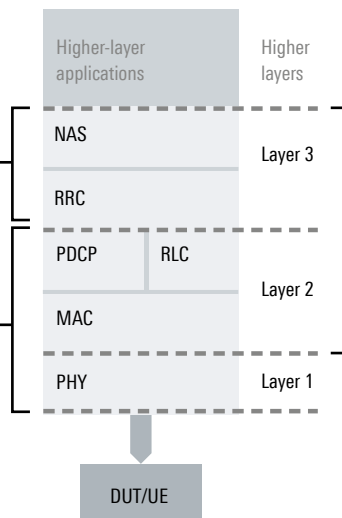 Higher-layer
applications
Higher
layers
NAS
Layer 3
RRC
PDCP
RLC
Layer 2
MAC
PHY
Layer 1
DUT/UE